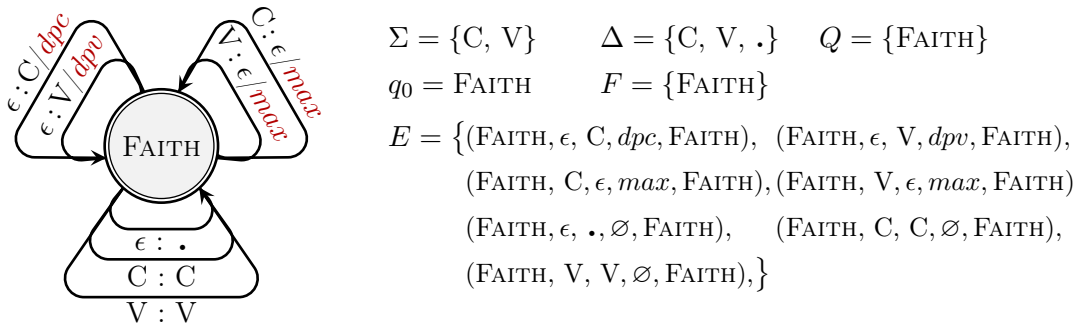 ϵ : C/dpc
ϵ : V/dpv
C : ϵ/max
V : ϵ/max
FAITH
ϵ : .
C : C
V : V
Σ = {C, V} Δ = {C, V, .} Q = {FAITH}
q₀ = FAITH F = {FAITH}
E = {(FAITH, ϵ, C, dpc, FAITH), (FAITH, ϵ, V, dpv, FAITH),
(FAITH, C, ϵ, max, FAITH), (FAITH, V, ϵ, max, FAITH)
(FAITH, ϵ, ., ∅, FAITH), (FAITH, C, C, ∅, FAITH),
(FAITH, V, V, ∅, FAITH),}